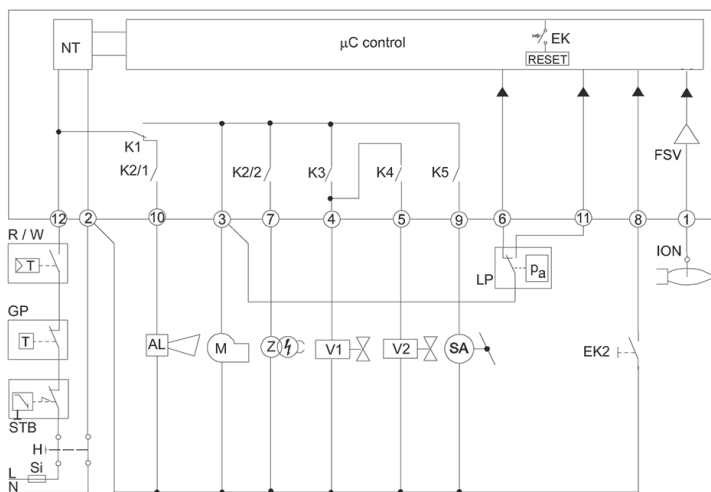 NT
μC control
EK
RESET
K1
K2/1
K2/2
K3
K4
K5
FSV
12
2
10
3
7
4
5
9
6
11
8
1
R / W
T
LP
pa
ION
GP
T
AL
M
Z
V1
V2
SA
EK2
STB
H
L
Si
N